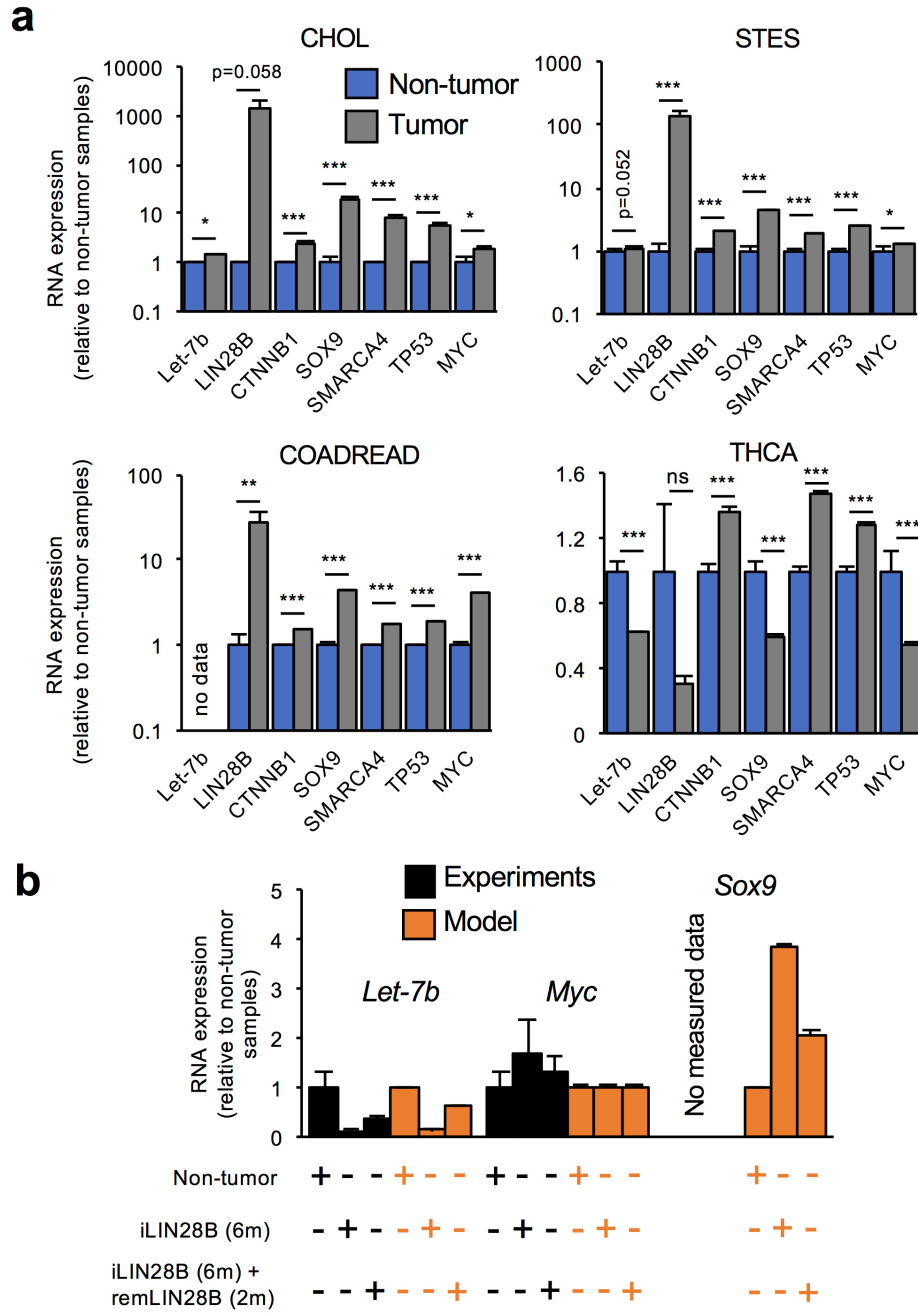 a
CHOL
STES
RNA expression
(relative to non-tumor samples)
10000
1000
100
10
1
0.1
p=0.058
Non-tumor
Tumor
*
***
***
***
***
*
Let-7b
LIN28B
CTNNB1
SOX9
SMARCA4
TP53
MYC
1000
100
10
1
0.1
p=0.052
***
***
***
***
***
*
Let-7b
LIN28B
CTNNB1
SOX9
SMARCA4
TP53
MYC
COADREAD
THCA
RNA expression
(relative to non-tumor samples)
100
10
1
0.1
no data
**
***
***
***
***
***
Let-7b
LIN28B
CTNNB1
SOX9
SMARCA4
TP53
MYC
1.6
1.2
0.8
0.4
0
***
ns
***
***
***
***
***
Let-7b
LIN28B
CTNNB1
SOX9
SMARCA4
TP53
MYC
b
RNA expression
(relative to non-tumor
samples)
5
4
3
2
1
0
Experiments
Model
Let-7b
Myc
Sox9
No measured data
Non-tumor + - - + - - + - - + - - + - -
iLIN28B (6m) - + - - + - - + - - + - - + -
iLIN28B (6m) +
remLIN28B (2m) - - + - - + - - + - - + - - +